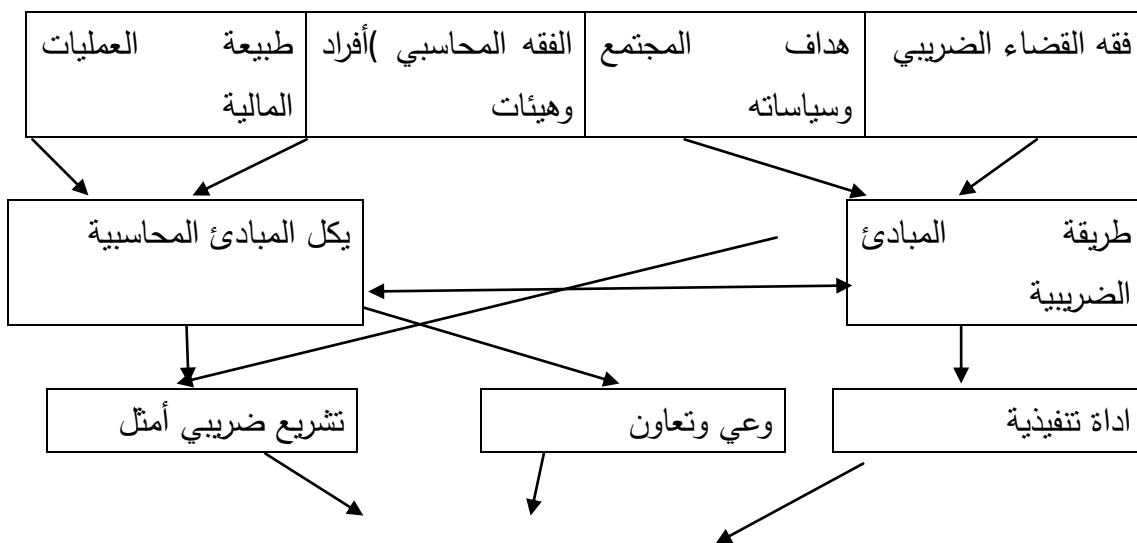 فقه القضاء الضريبي
هداف المجتمع
وسياساته
الفقه المحاسبي )أفراد
وهيئات
طبيعة العمليات
المالية
طريقة المبادئ
الضريبية
يكل المبادئ المحاسبية
اداة تنفيذية
وعي وتعاون
تشريع ضريبي أمثل